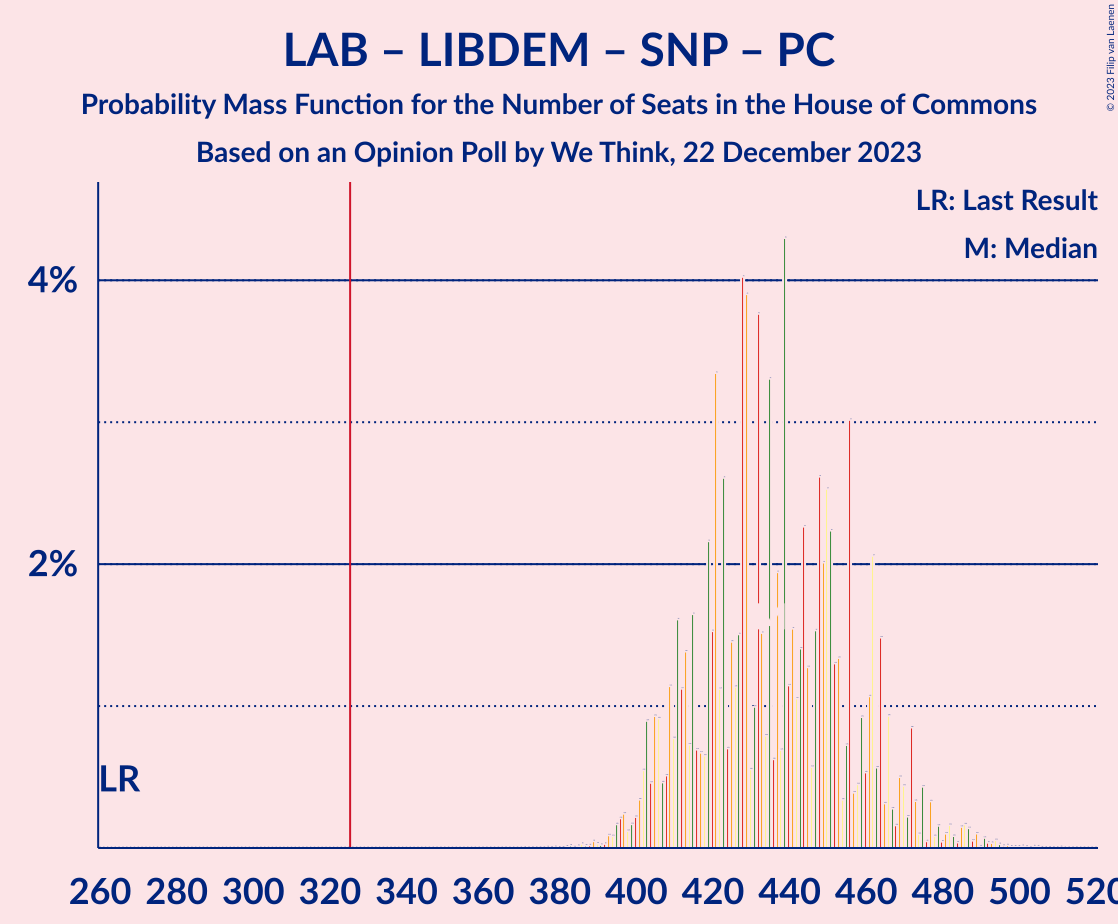 LAB – LIBDEM – SNP – PC
Probability Mass Function for the Number of Seats in the House of Commons
Based on an Opinion Poll by We Think, 22 December 2023
© 2023 Filip van Laenen
LR: Last Result
M: Median
4%
2%
LR
260 280 300 320 340 360 380 400 420 440 460 480 500 520